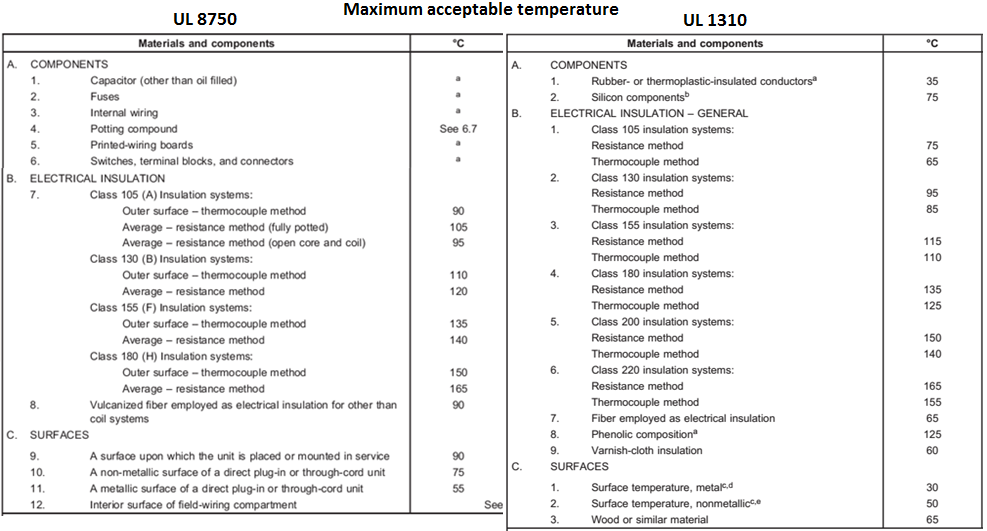 Maximum acceptable temperature
UL 8750
Materials and components °C
A. COMPONENTS
1. Capacitor (other than oil filled) a
2. Fuses a
3. Internal wiring a
4. Potting compound See 6.7
5. Printed-wiring boards a
6. Switches, terminal blocks, and connectors a
B. ELECTRICAL INSULATION
7. Class 105 (A) Insulation systems:
Outer surface – thermocouple method 90
Average – resistance method (fully potted) 105
Average – resistance method (open core and coil) 95
Class 130 (B) Insulation systems:
Outer surface – thermocouple method 110
Average – resistance method 120
Class 155 (F) Insulation systems:
Outer surface – thermocouple method 135
Average – resistance method 140
Class 180 (H) Insulation systems:
Outer surface – thermocouple method 150
Average – resistance method 165
8. Vulcanized fiber employed as electrical insulation for other than 90
coil systems
C. SURFACES
9. A surface upon which the unit is placed or mounted in service 90
10. A non-metallic surface of a direct plug-in or through-cord unit 75
11. A metallic surface of a direct plug-in or through-cord unit 55
12. Interior surface of field-wiring compartment See
UL 1310
Materials and components °C
A. COMPONENTS
1. Rubber- or thermoplastic-insulated conductorsa 35
2. Silicon componentsb 75
B. ELECTRICAL INSULATION – GENERAL
1. Class 105 insulation systems:
Resistance method 75
Thermocouple method 65
2. Class 130 insulation systems:
Resistance method 95
Thermocouple method 85
3. Class 155 insulation systems:
Resistance method 115
Thermocouple method 110
4. Class 180 insulation systems:
Resistance method 135
Thermocouple method 125
5. Class 200 insulation systems:
Resistance method 150
Thermocouple method 140
6. Class 220 insulation systems:
Resistance method 165
Thermocouple method 155
7. Fiber employed as electrical insulation 65
8. Phenolic compositiona 125
9. Varnish-cloth insulation 60
C. SURFACES
1. Surface temperature, metalc,d 30
2. Surface temperature, nonmetallicc,e 50
3. Wood or similar material 65